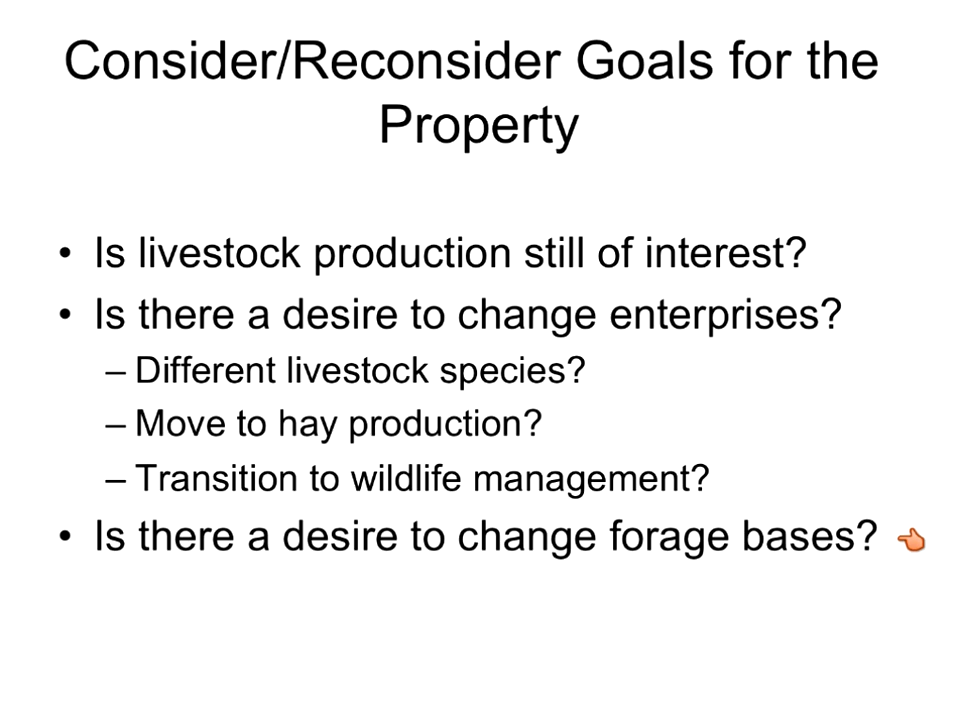 Consider/Reconsider Goals for the
Property
• Is livestock production still of interest?
• Is there a desire to change enterprises?
– Different livestock species?
– Move to hay production?
– Transition to wildlife management?
• Is there a desire to change forage bases? 👈